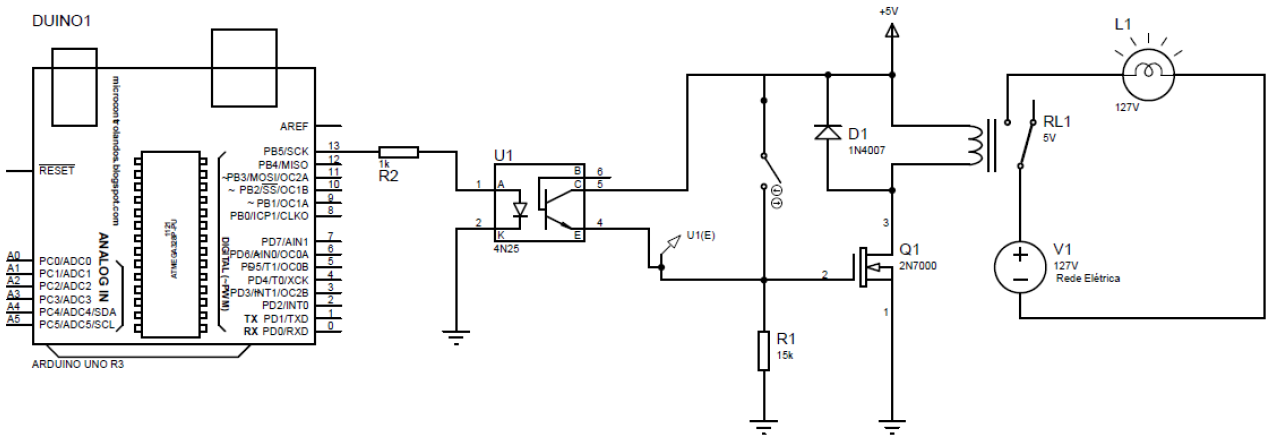 DUINO1
microcontrolandos.blogspot.com
RESET
1121
ATMEGA328P-PU
ANALOG IN
DIGITAL (~PWM)
AREF
PB5/SCK 13
PB4/MISO 12
~PB3/MOSI/OC2A 11
~ PB2/SS/OC1B 10
~ PB1/OC1A 9
PB0/ICP1/CLKO 8
PD7/AIN1 7
~PD6/AIN0/OC0A 6
~PD5/T1/OC0B 5
PD4/T0/XCK 4
~PD3/INT1/OC2B 3
PD2/INT0 2
TX PD1/TXD 1
RX PD0/RXD 0
A0 PC0/ADC0
A1 PC1/ADC1
A2 PC2/ADC2
A3 PC3/ADC3
A4 PC4/ADC4/SDA
A5 PC5/ADC5/SCL
ARDUINO UNO R3
1k
R2
U1
1 A
2 K
B 6
C 5
E 4
4N25
U1(E)
R1
15k
+5V
D1
1N4007
3
2
1
Q1
2N7000
RL1
5V
L1
127V
V1
127V
Rede Elétrica